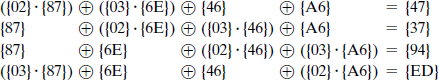 ({02} · {87}) ⊕ ({03} · {6E}) ⊕ {46} ⊕ {A6} = {47}
{87} ⊕ ({02} · {6E}) ⊕ ({03} · {46}) ⊕ {A6} = {37}
{87} ⊕ {6E} ⊕ ({02} · {46}) ⊕ ({03} · {A6}) = {94}
({03} · {87}) ⊕ {6E} ⊕ {46} ⊕ ({02} · {A6}) = {ED}